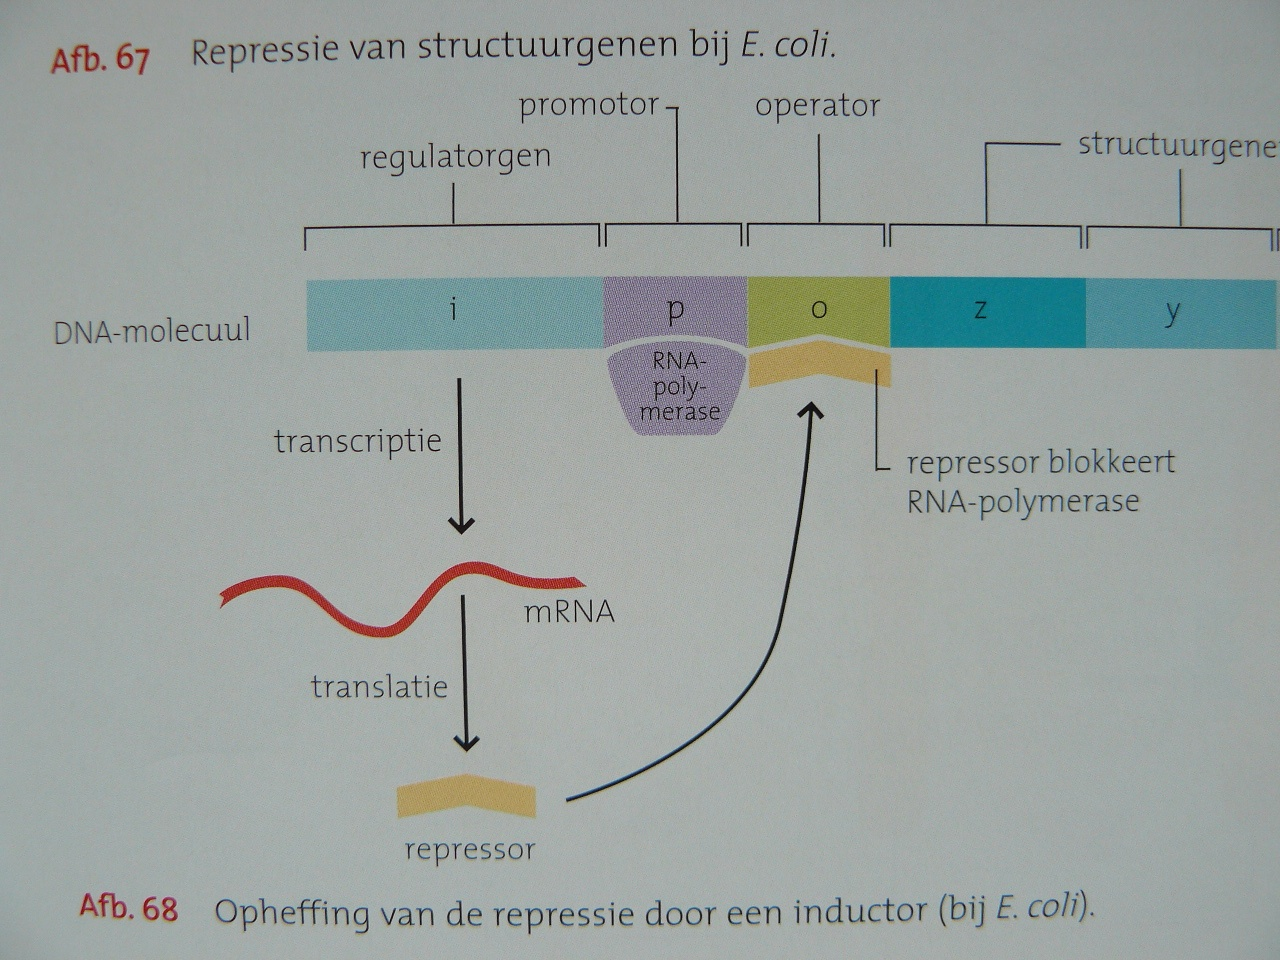 Afb. 67 Repressie van structuurgenen bij E. coli.
promotor
operator
regulatorgen
structuurgene
DNA-molecuul
i
p
o
z
y
RNA-
poly-
merase
transcriptie
repressor blokkeert
RNA-polymerase
mRNA
translatie
repressor
Afb. 68 Opheffing van de repressie door een inductor (bij E. coli).